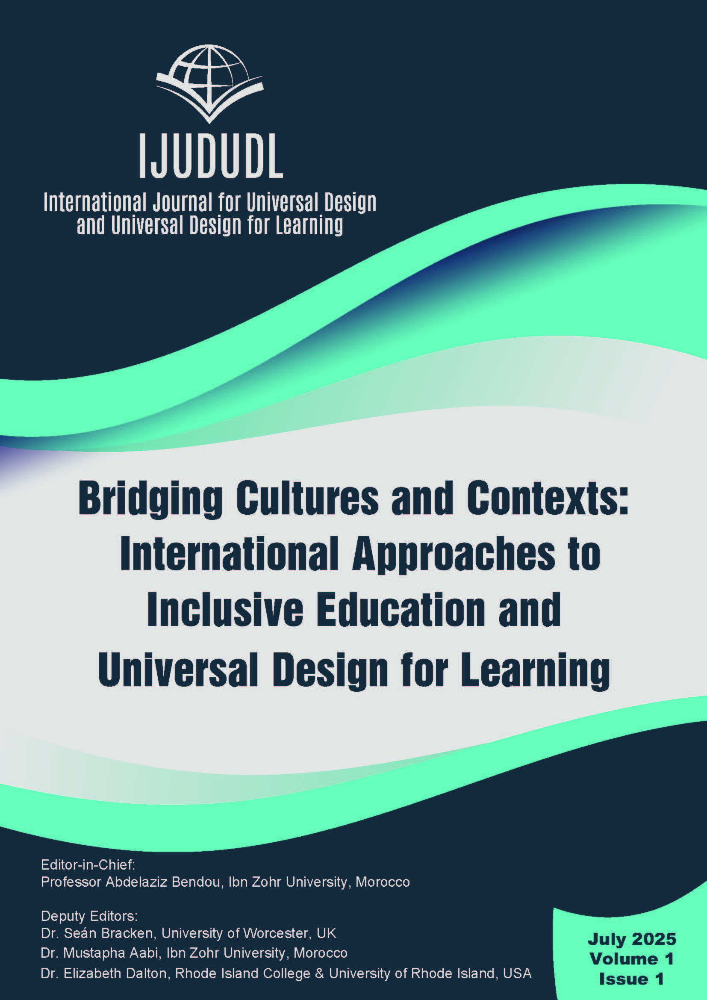 IJUDUDL
International Journal for Universal Design
and Universal Design for Learning
Bridging Cultures and Contexts:
International Approaches to
Inclusive Education and
Universal Design for Learning
Editor-in-Chief:
Professor Abdelaziz Bendou, Ibn Zohr University, Morocco
Deputy Editors:
Dr. Seán Bracken, University of Worcester, UK
Dr. Mustapha Aabi, Ibn Zohr University, Morocco
Dr. Elizabeth Dalton, Rhode Island College & University of Rhode Island, USA
July 2025
Volume 1
Issue 1